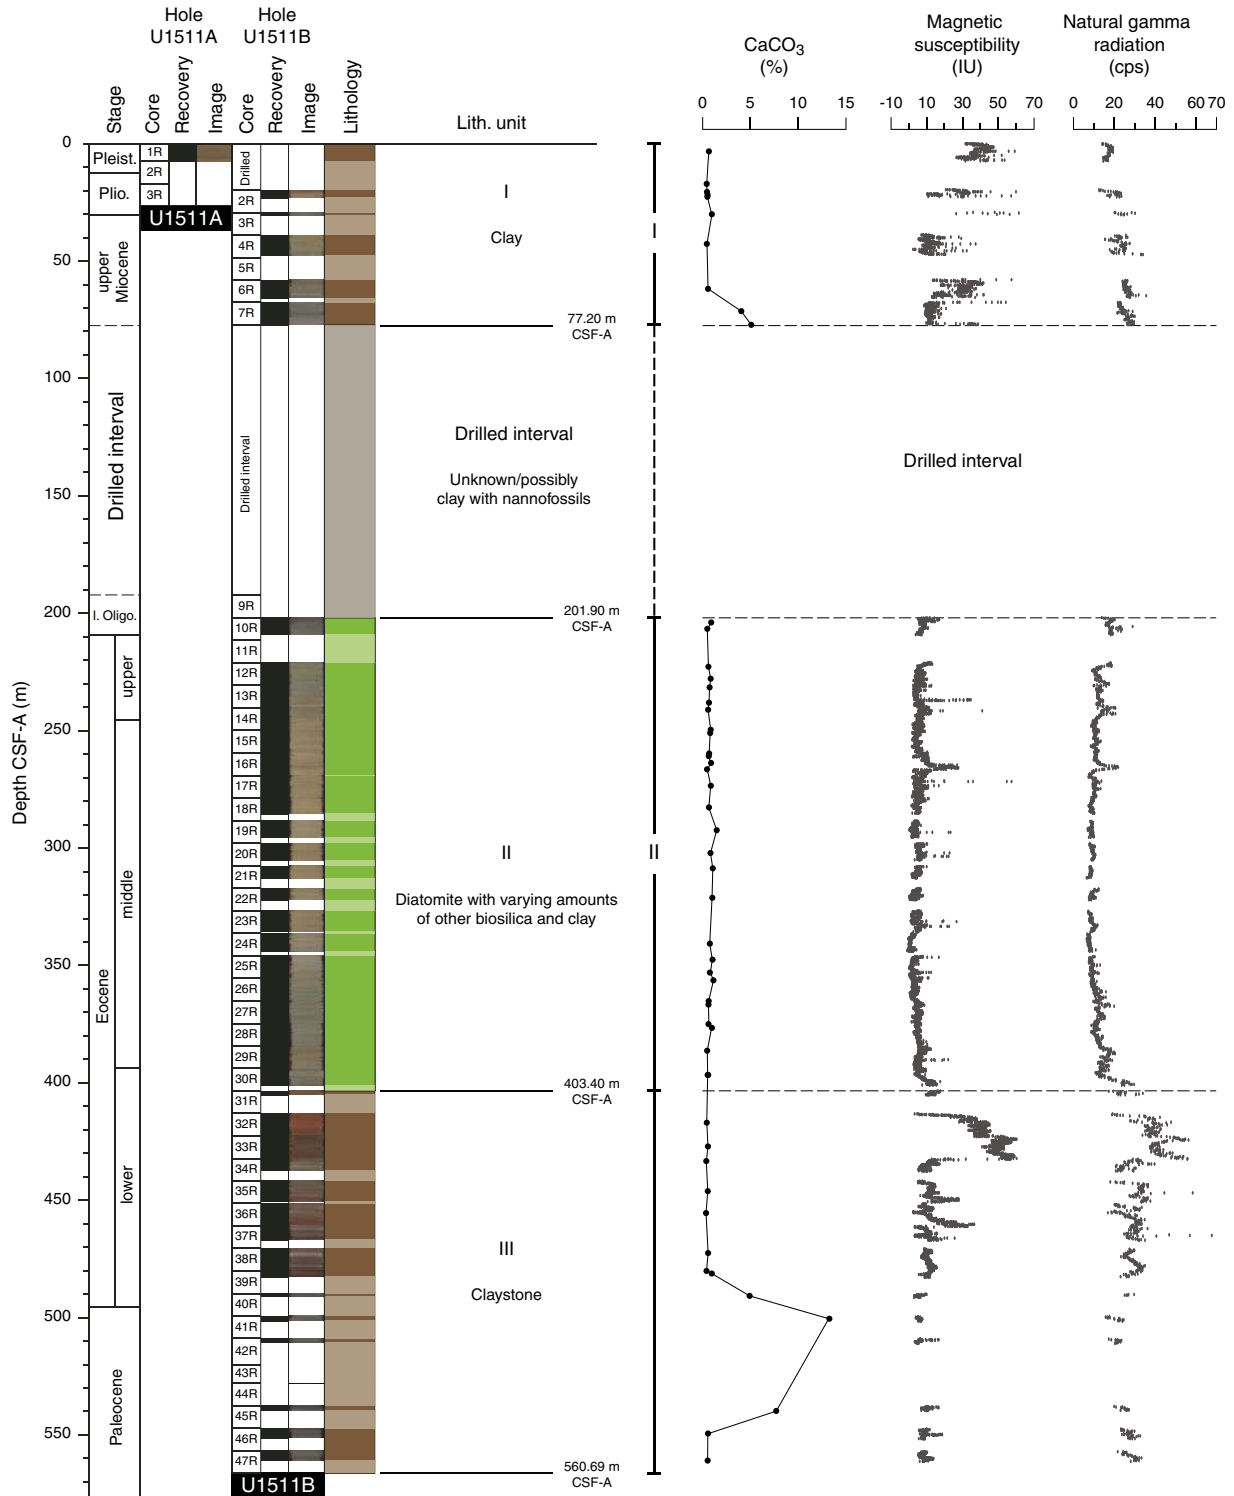 Hole
U1511A
Hole
U1511B
Stage
Core
Recovery
Image
Core
Recovery
Image
Lithology
Lith. unit
CaCO3
(%)
Magnetic
susceptibility
(IU)
Natural gamma
radiation
(cps)
0 5 10 15
-10 10 30 50 70
0 20 40 60 70
Depth CSF-A (m)
0
50
100
150
200
250
300
350
400
450
500
550
Pleist.
Plio.
upper
Miocene
Drilled interval
l. Oligo.
Eocene
upper
middle
lower
Paleocene
1R
2R
3R
U1511A
Drilled
2R
3R
4R
5R
6R
7R
Drilled interval
9R
10R
11R
12R
13R
14R
15R
16R
17R
18R
19R
20R
21R
22R
23R
24R
25R
26R
27R
28R
29R
30R
31R
32R
33R
34R
35R
36R
37R
38R
39R
40R
41R
42R
43R
44R
45R
46R
47R
U1511B
I
Clay
77.20 m
CSF-A
Drilled interval
Unknown/possibly
clay with nannofossils
Drilled interval
201.90 m
CSF-A
II
II
Diatomite with varying amounts
of other biosilica and clay
403.40 m
CSF-A
III
Claystone
560.69 m
CSF-A